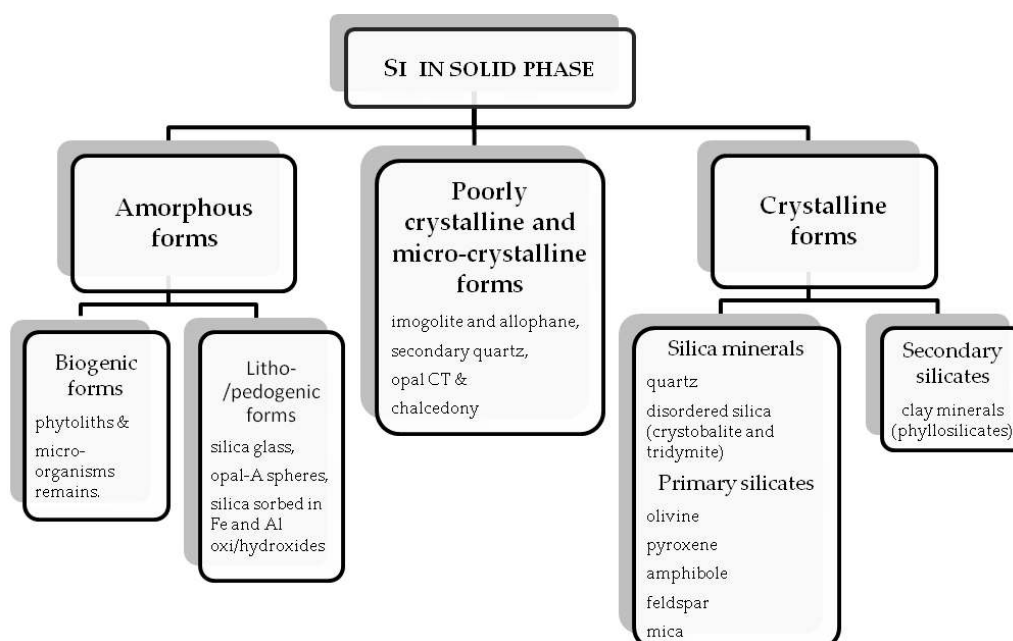 SI IN SOLID PHASE
Amorphous
forms
Biogenic
forms
phytoliths &
micro-
organisms
remains.
Litho-
/pedogenic
forms
silica glass,
opal-A spheres,
silica sorbed in
Fe and Al
oxi/hydroxides
Poorly
crystalline and
micro-crystalline
forms
imogolite and allophane,
secondary quartz,
opal CT &
chalcedony
Crystalline
forms
Silica minerals
quartz
disordered silica
(crystobalite and
tridymite)
Primary silicates
olivine
pyroxene
amphibole
feldspar
mica
Secondary
silicates
clay minerals
(phyllosilicates)